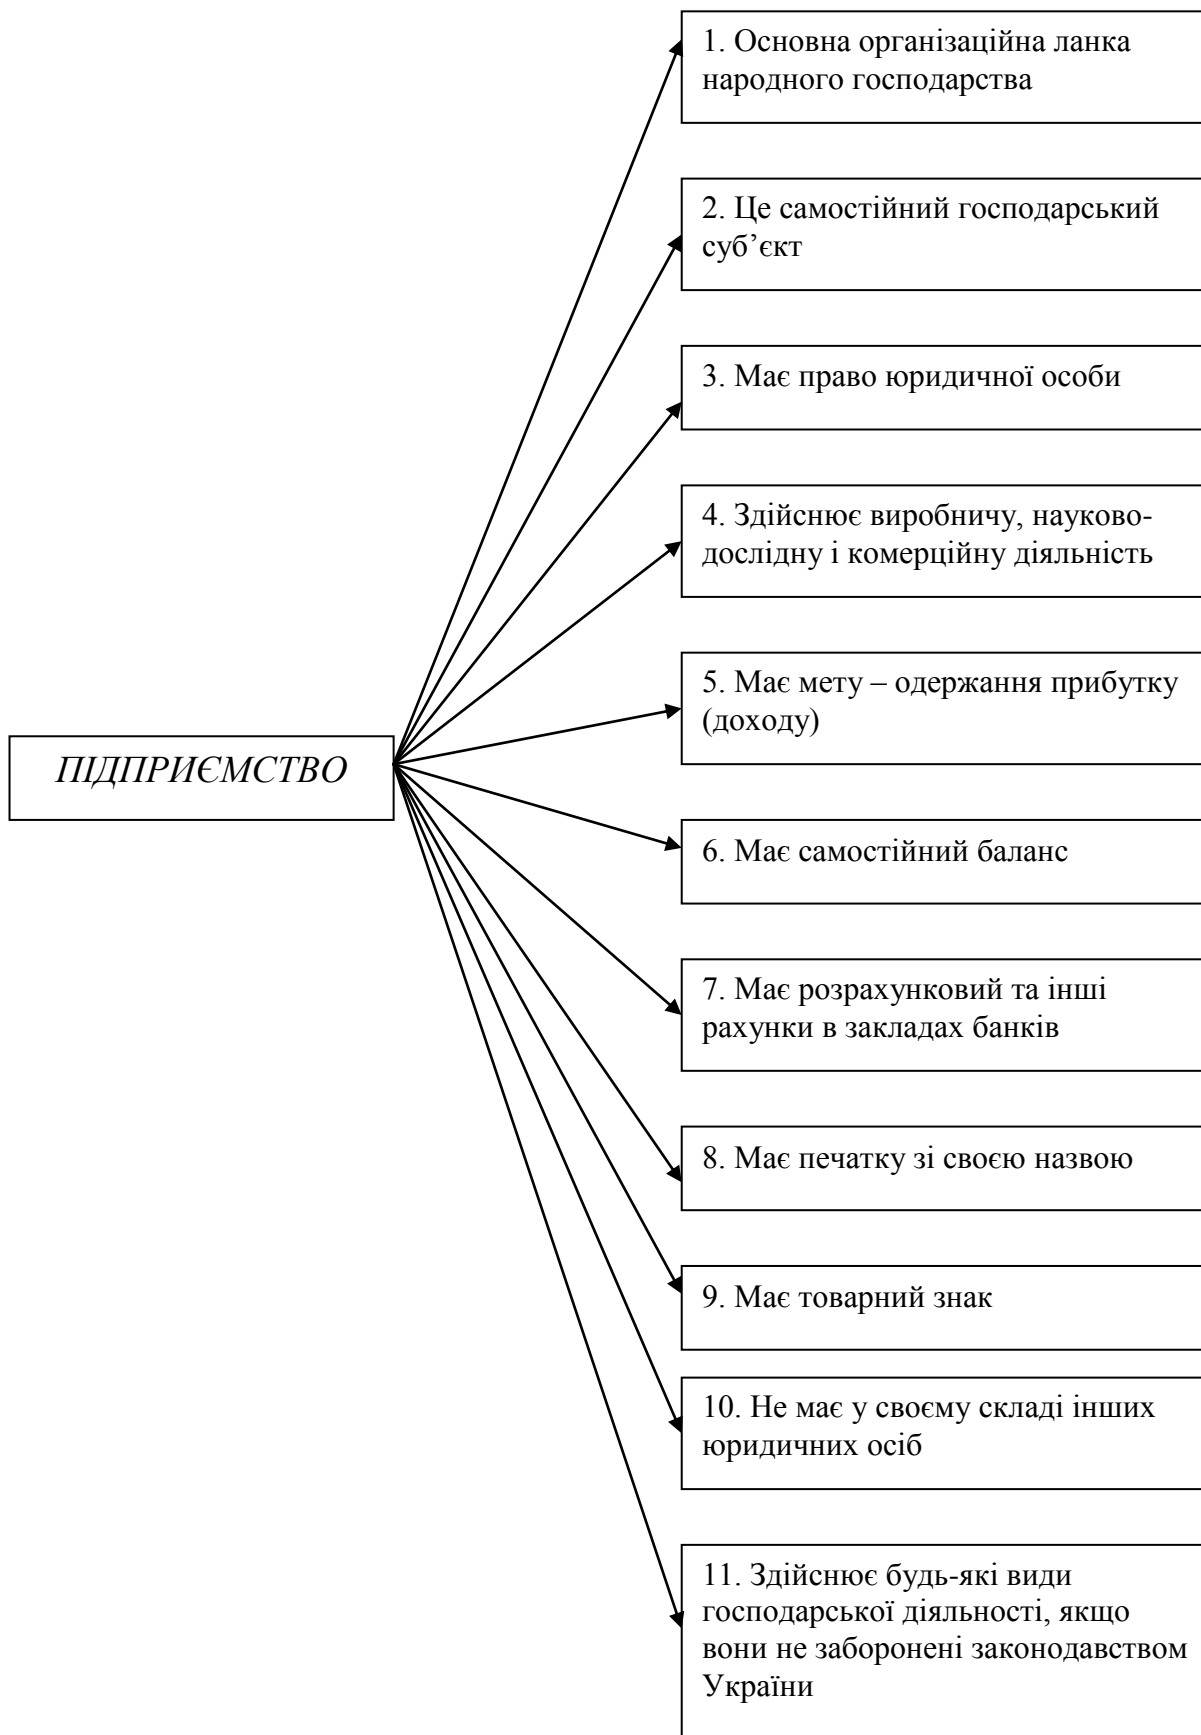 1. Основна організаційна ланка
народного господарства
2. Це самостійний господарський
суб’єкт
3. Має право юридичної особи
4. Здійснює виробничу, науково-
дослідну і комерційну діяльність
5. Має мету – одержання прибутку
(доходу)
ПІДПРИЄМСТВО
6. Має самостійний баланс
7. Має розрахунковий та інші
рахунки в закладах банків
8. Має печатку зі своєю назвою
9. Має товарний знак
10. Не має у своєму складі інших
юридичних осіб
11. Здійснює будь-які види
господарської діяльності, якщо
вони не заборонені законодавством
України